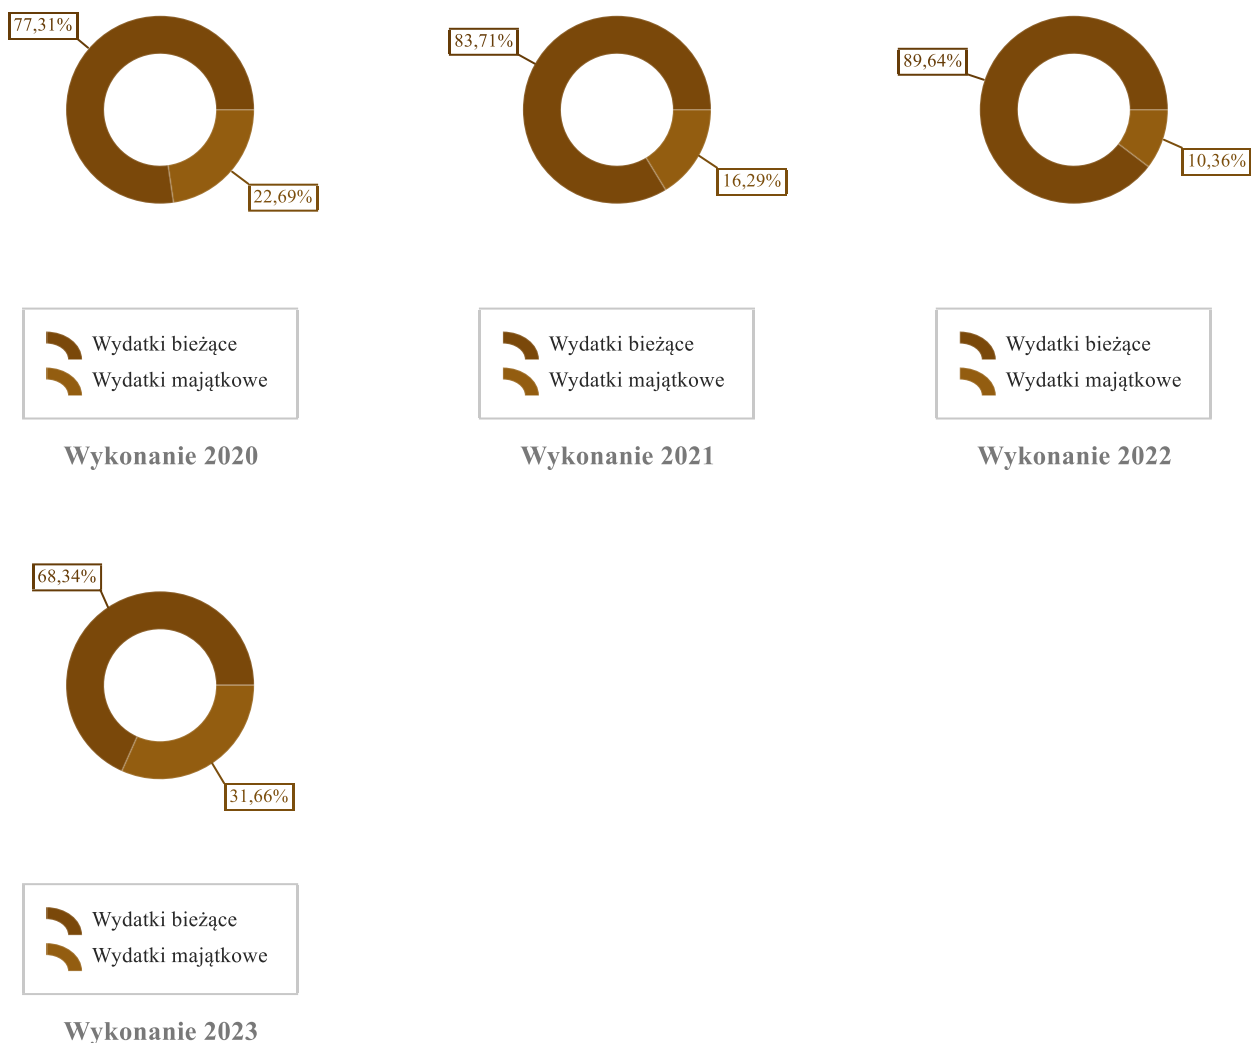 77,31%
22,69%
Wydatki bieżące
Wydatki majątkowe
Wykonanie 2020
83,71%
16,29%
Wydatki bieżące
Wydatki majątkowe
Wykonanie 2021
89,64%
10,36%
Wydatki bieżące
Wydatki majątkowe
Wykonanie 2022
68,34%
31,66%
Wydatki bieżące
Wydatki majątkowe
Wykonanie 2023